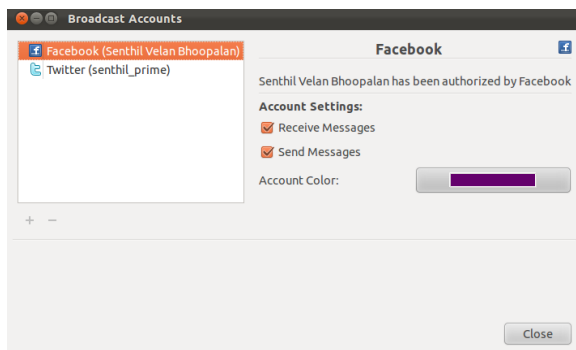 Broadcast Accounts
Facebook (Senthil Velan Bhoopalan)
Twitter (senthil_prime)
Facebook
Senthil Velan Bhoopalan has been authorized by Facebook
Account Settings:
Receive Messages
Send Messages
Account Color:
Close